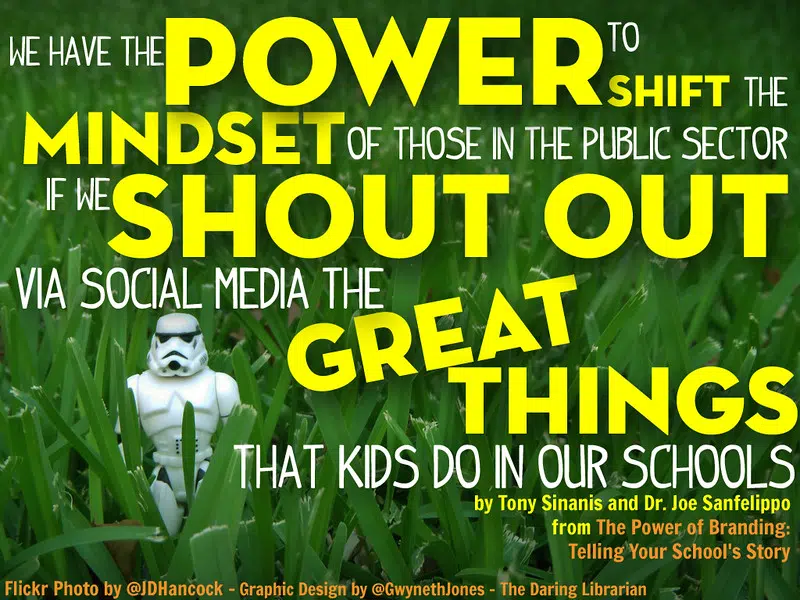 WE HAVE THE POWER TO
SHIFT THE
MINDSET OF THOSE IN THE PUBLIC SECTOR
IF WE SHOUT OUT
VIA SOCIAL MEDIA THE
GREAT
THINGS
THAT KIDS DO IN OUR SCHOOLS
by Tony Sinanis and Dr. Joe Sanfelippo
from The Power of Branding:
Telling Your School's Story
Flickr Photo by @JDHancock - Graphic Design by @GwynethJones - The Daring Librarian